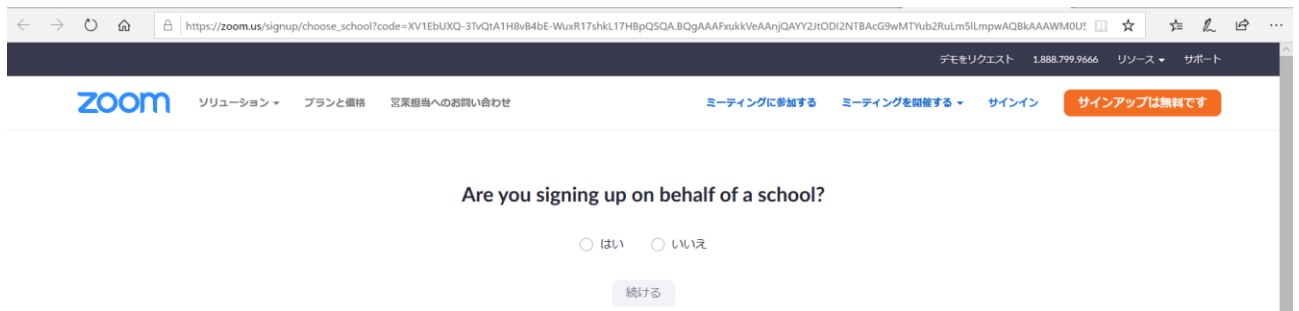 https://zoom.us/signup/choose_school?code=XV1EbUXQ-3TvQtA1H8vB4bE-WuxR17shkL17HBpQSQA.BQgAAAFxukkVeAAnjQAYY2JtODI2NTBAcG9wMTYub2RuLm5lLmpwAQBkAAAWM0U5
デモをリクエスト 1.888.799.9666 リソース サポート
zoom ソリューション プランと価格 営業担当へのお問い合わせ ミーティングに参加する ミーティングを開催する サインイン サインアップは無料です
Are you signing up on behalf of a school?
はい いいえ
続ける